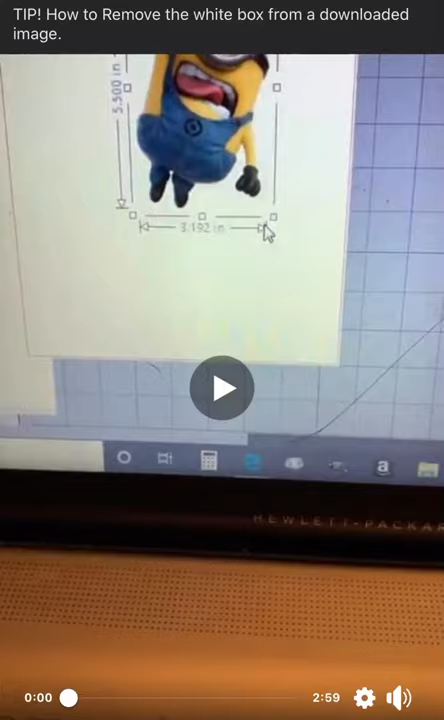 TIP! How to Remove the white box from a downloaded
image.
5.500 in
3.192 in
a
HEWLETT-PACKAR
0:00
2:59